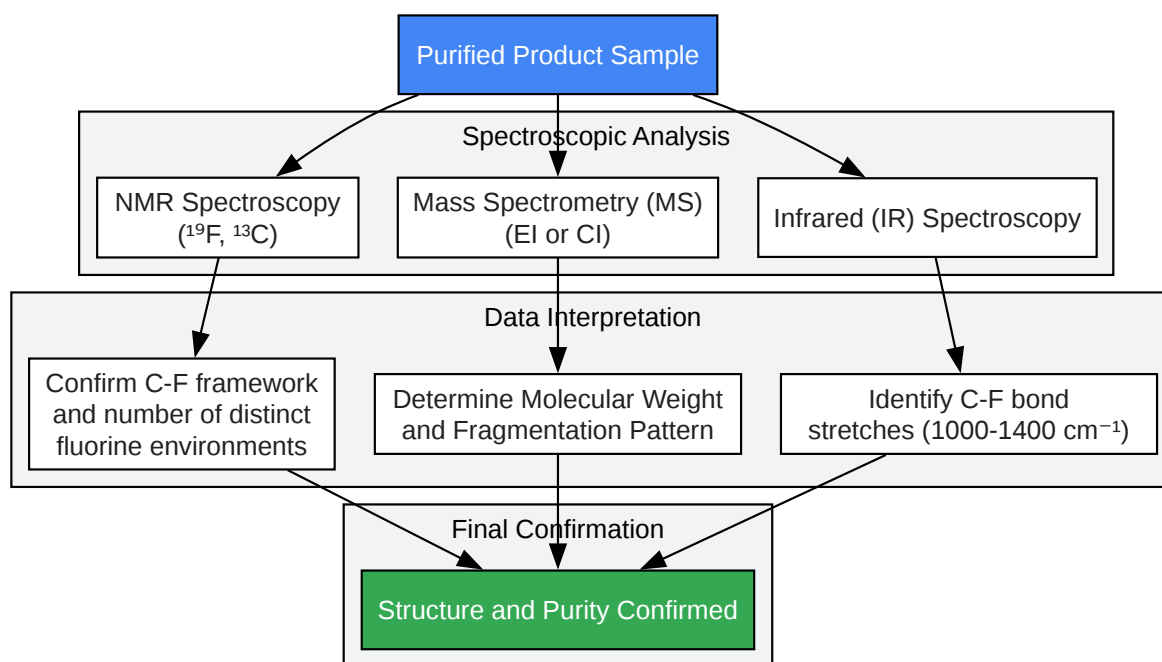 Purified Product Sample
Spectroscopic Analysis
NMR Spectroscopy
(¹⁹F, ¹³C)
Mass Spectrometry (MS)
(EI or CI)
Infrared (IR) Spectroscopy
Data Interpretation
Confirm C-F framework
and number of distinct
fluorine environments
Determine Molecular Weight
and Fragmentation Pattern
Identify C-F bond
stretches (1000-1400 cm⁻¹)
Final Confirmation
Structure and Purity Confirmed